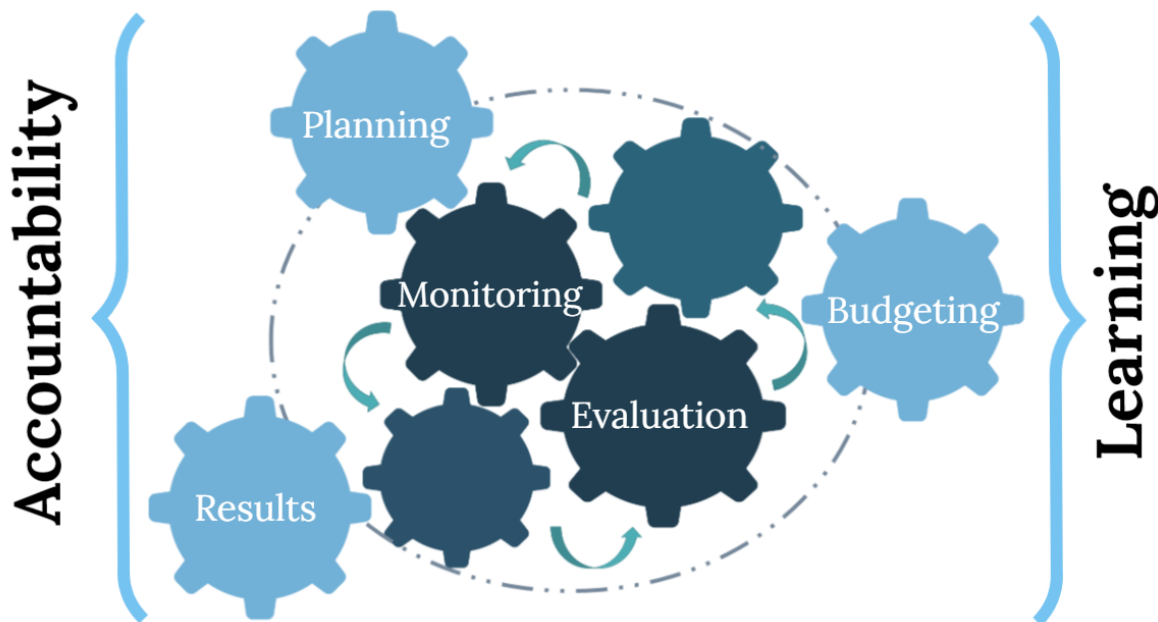 Accountability
Planning
Monitoring
Budgeting
Evaluation
Results
Learning